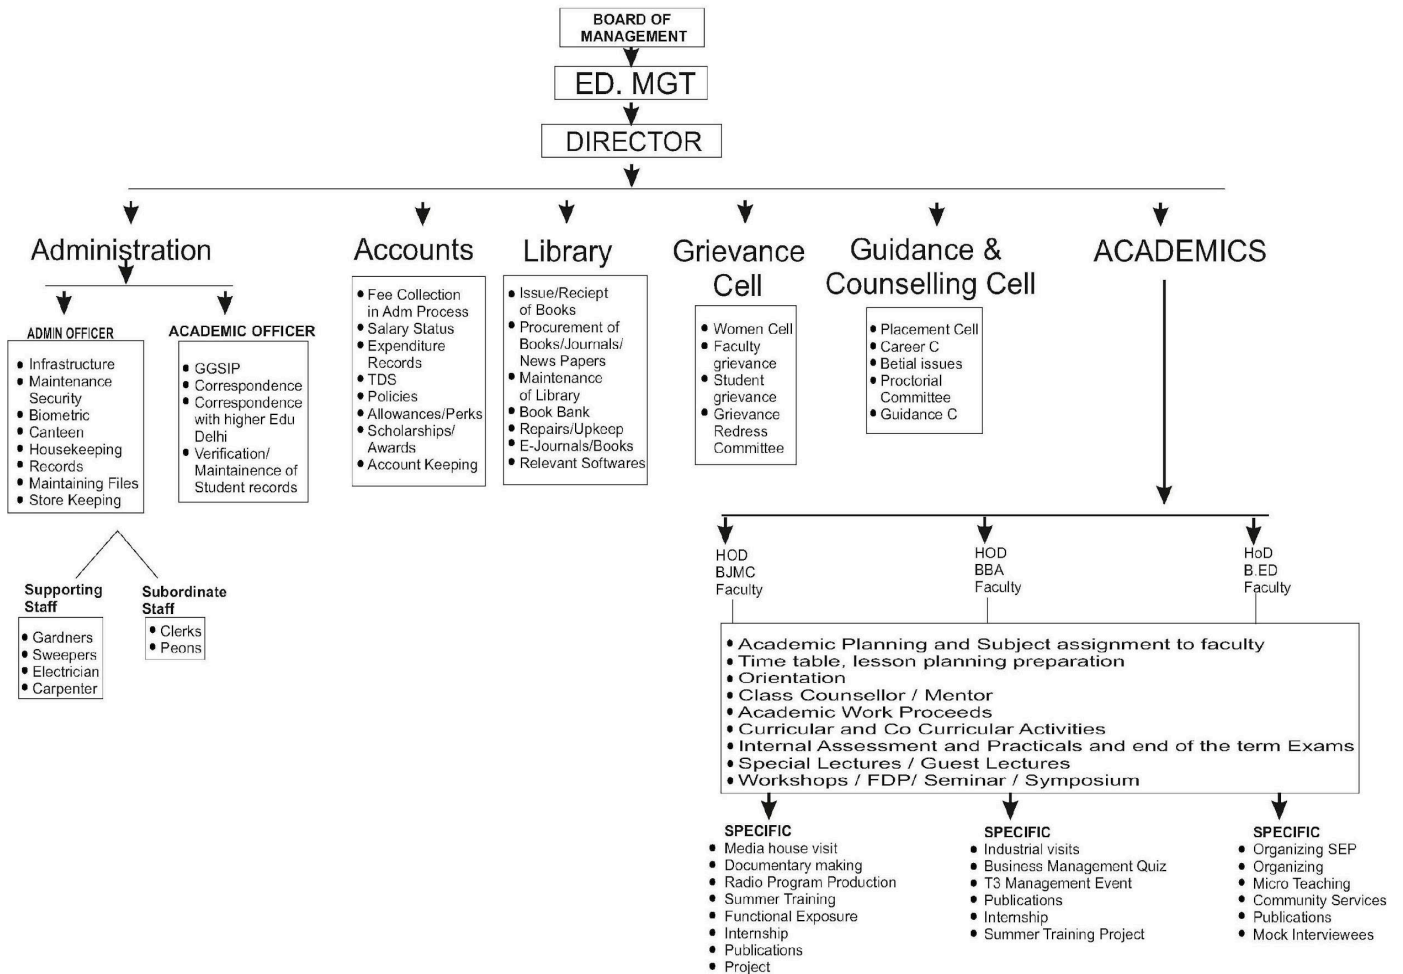 BOARD OF
MANAGEMENT
ED. MGT
DIRECTOR
Administration
Accounts
Library
Grievance
Cell
Guidance &
Counselling Cell
ACADEMICS
ADMIN OFFICER
• Infrastructure
• Maintenance
Security
• Biometric
• Canteen
• Housekeeping
• Records
• Maintaining Files
• Store Keeping
ACADEMIC OFFICER
• GGSIP
• Correspondence
• Correspondence
with higher Edu
Delhi
• Verification/
Maintainence of
Student records
• Fee Collection
in Adm Process
• Salary Status
• Expenditure
Records
• TDS
• Policies
• Allowances/Perks
• Scholarships/
Awards
• Account Keeping
• Issue/Reciept
of Books
• Procurement of
Books/Journals/
News Papers
• Maintenance
of Library
• Book Bank
• Repairs/Upkeep
• E-Journals/Books
• Relevant Softwares
• Women Cell
• Faculty
grievance
• Student
grievance
• Grievance
Redress
Committee
• Placement Cell
• Career C
• Betial issues
• Proctorial
Committee
• Guidance C
Supporting
Staff
• Gardners
• Sweepers
• Electrician
• Carpenter
Subordinate
Staff
• Clerks
• Peons
HOD
BJMC
Faculty
HOD
BBA
Faculty
HoD
B.ED
Faculty
• Academic Planning and Subject assignment to faculty
• Time table, lesson planning preparation
• Orientation
• Class Counsellor / Mentor
• Academic Work Proceeds
• Curricular and Co Curricular Activities
• Internal Assessment and Practicals and end of the term Exams
• Special Lectures / Guest Lectures
• Workshops / FDP/ Seminar / Symposium
SPECIFIC
• Media house visit
• Documentary making
• Radio Program Production
• Summer Training
• Functional Exposure
• Internship
• Publications
• Project
SPECIFIC
• Industrial visits
• Business Management Quiz
• T3 Management Event
• Publications
• Internship
• Summer Training Project
SPECIFIC
• Organizing SEP
• Organizing
• Micro Teaching
• Community Services
• Publications
• Mock Interviewees